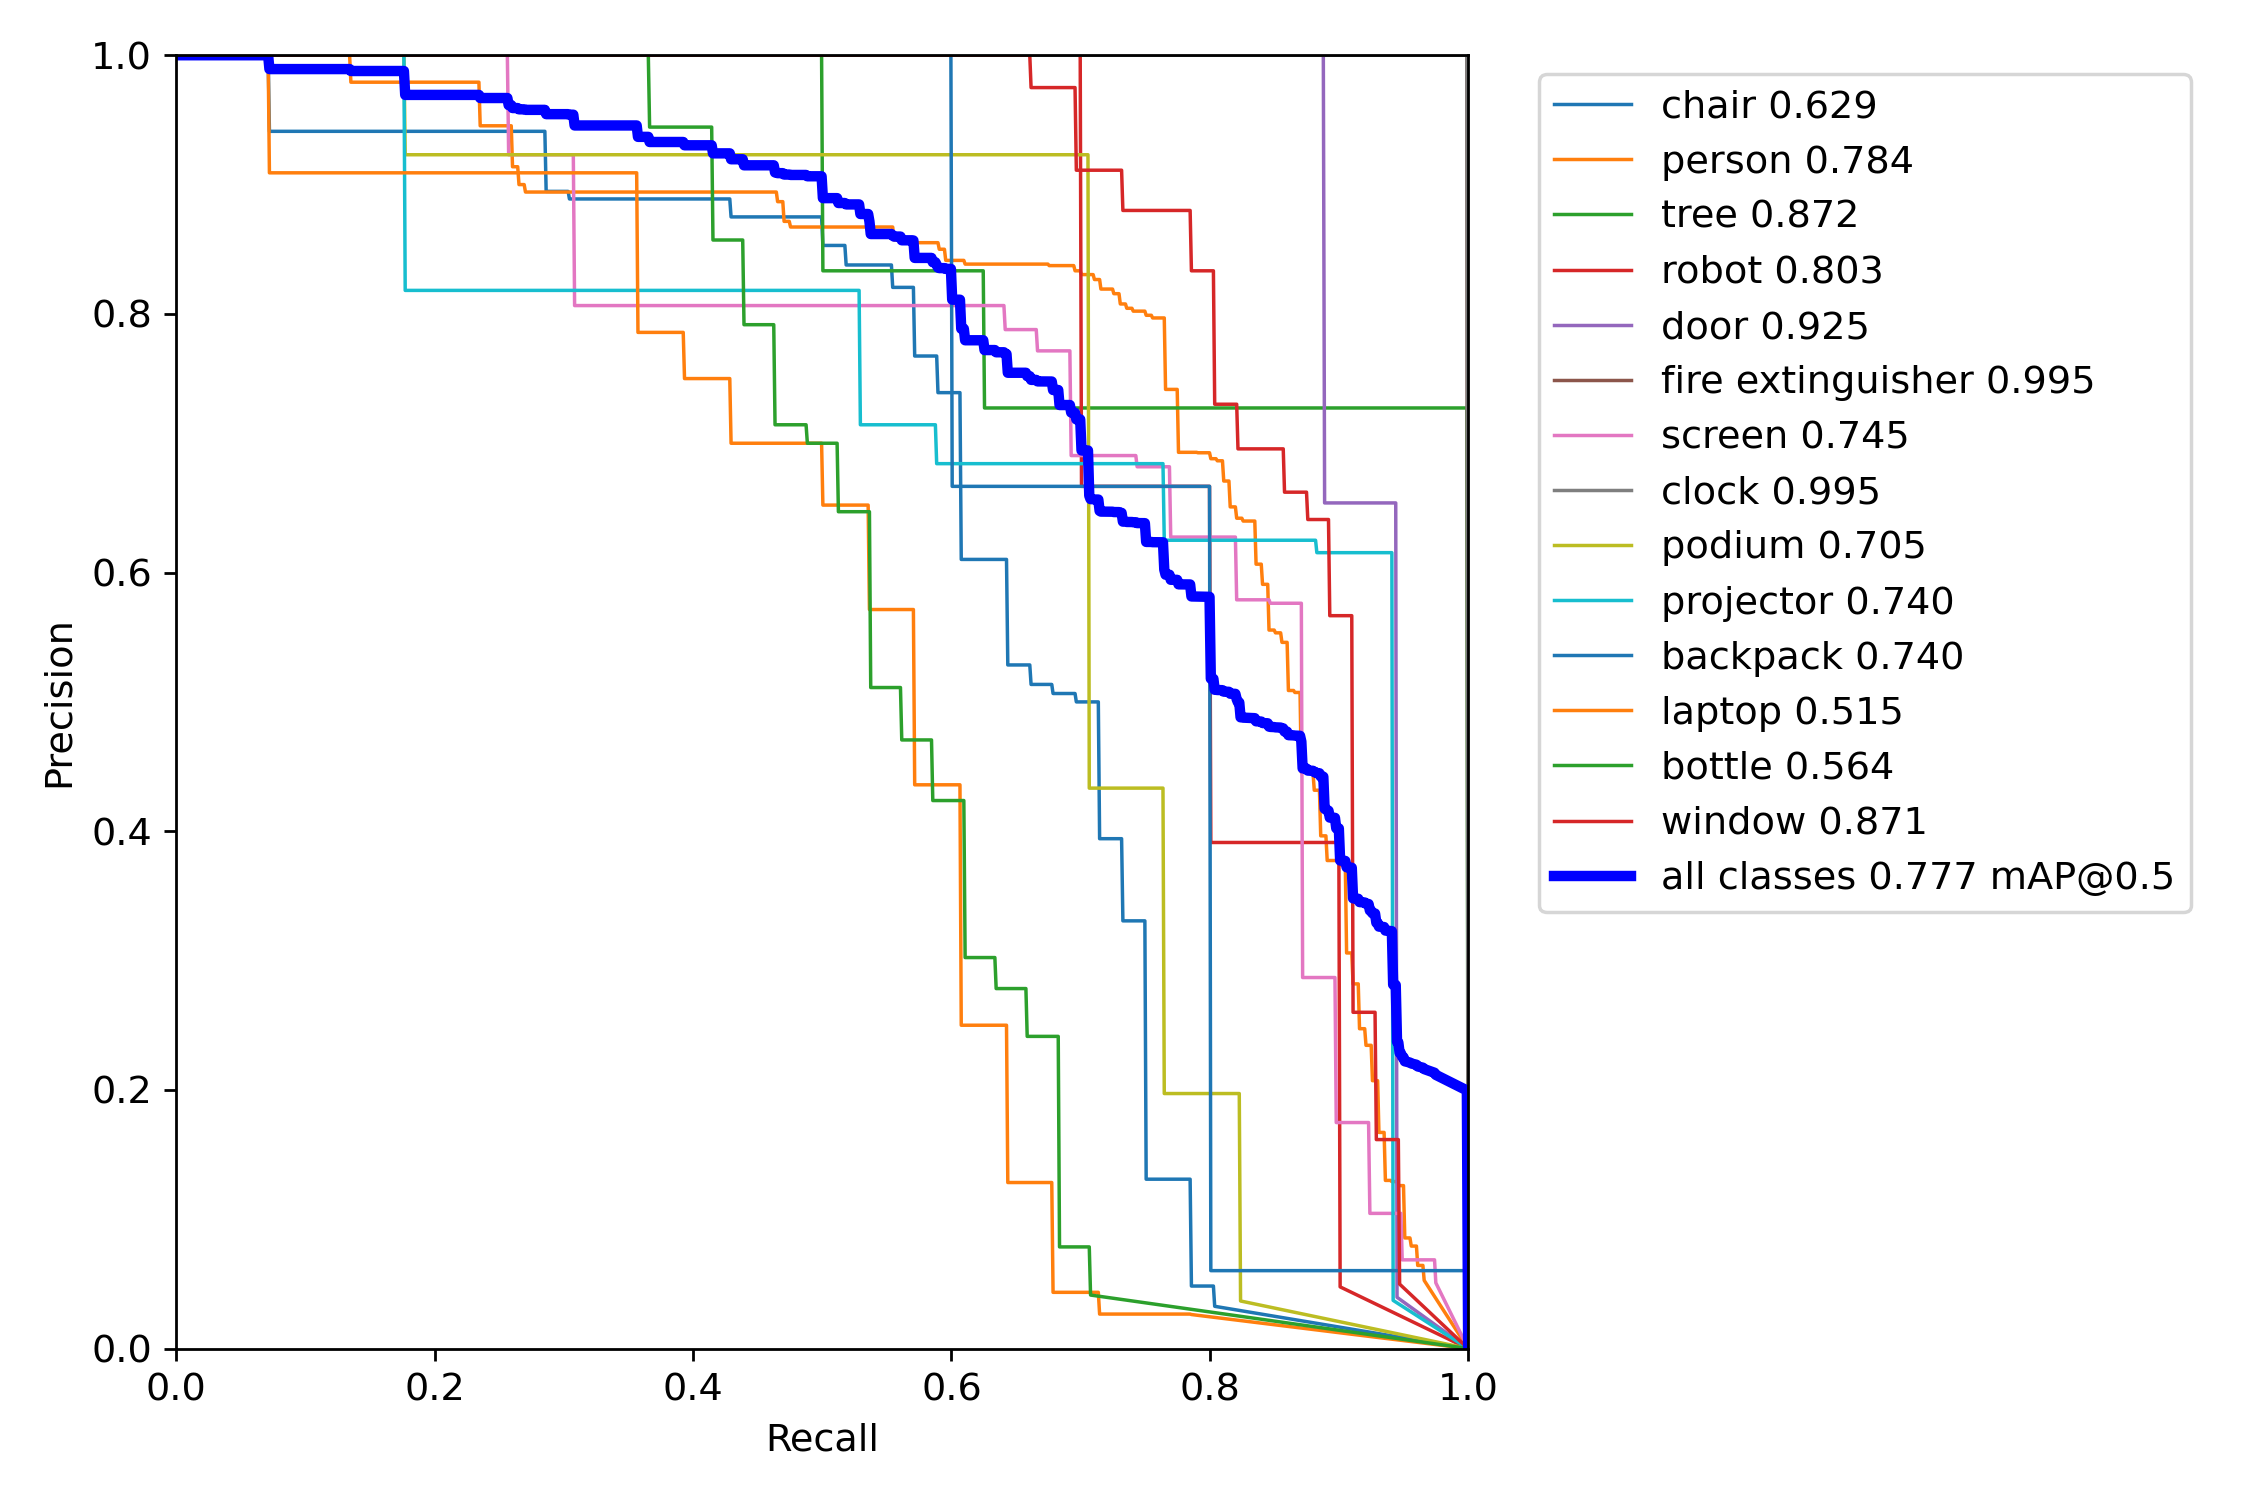 1.0
0.8
0.6
0.4
0.2
0.0
Precision
0.0 0.2 0.4 0.6 0.8 1.0
Recall
chair 0.629
person 0.784
tree 0.872
robot 0.803
door 0.925
fire extinguisher 0.995
screen 0.745
clock 0.995
podium 0.705
projector 0.740
backpack 0.740
laptop 0.515
bottle 0.564
window 0.871
all classes 0.777 mAP@0.5